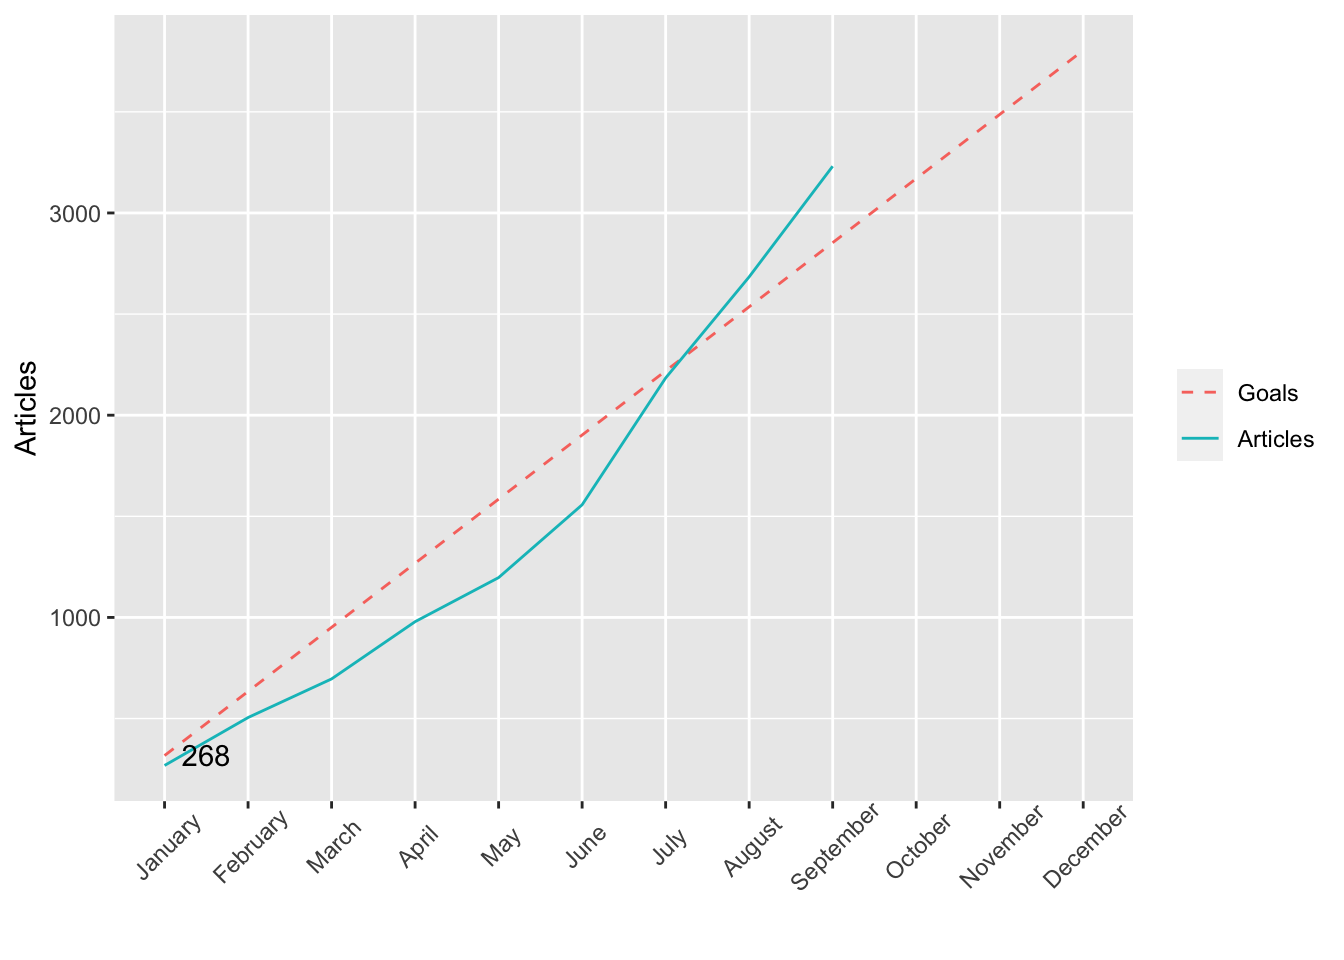 Articles
3000
2000
1000
268
January
February
March
April
May
June
July
August
September
October
November
December
Goals
Articles